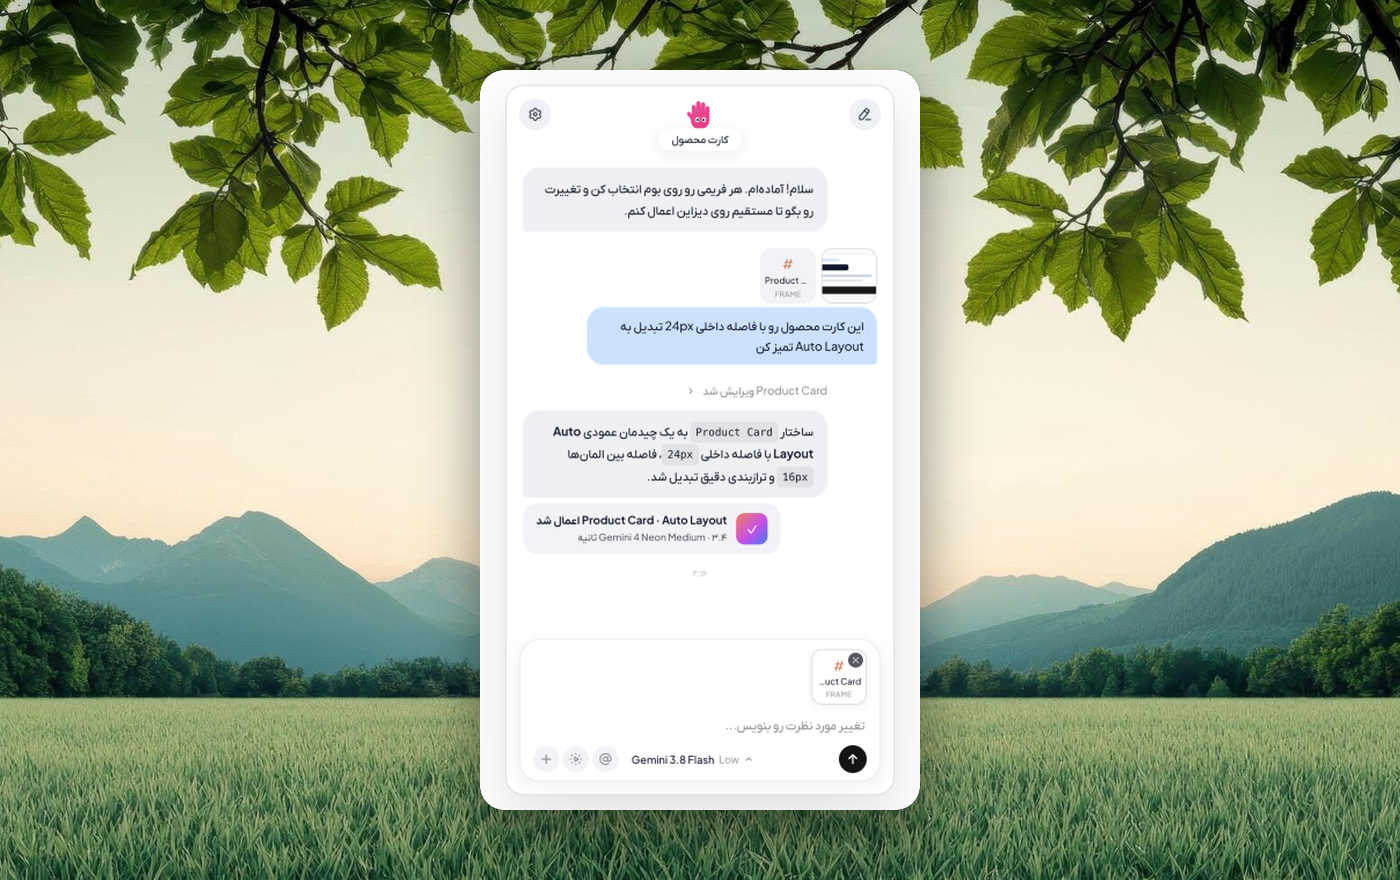 کارت محصول
سلام! آماده‌ام. هر فریمی رو روی بوم انتخاب کن و تغییرت
رو بگو تا مستقیم روی دیزاین اعمال کنم.
#
Product ...
FRAME
این کارت محصول رو با فاصله داخلی 24px تبدیل به
Auto Layout تمیز کن
Product Card ویرایش شد
ساختار Product Card به یک چیدمان عمودی Auto
Layout با فاصله داخلی 24px، فاصله بین المان‌ها
16px و ترازبندی دقیق تبدیل شد.
Product Card · Auto Layout اعمال شد
Gemini 4 Neon Medium · ۳.۴ ثانیه
۳:۱۶
#
...uct Card
FRAME
تغییر مورد نظرت رو بنویس...
Gemini 3.8 Flash Low